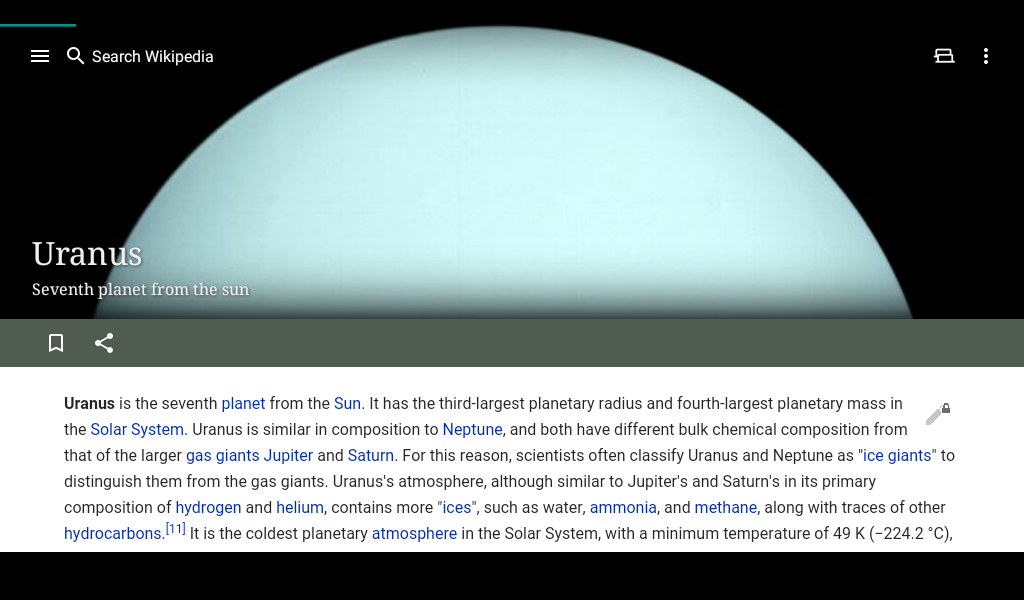 Search Wikipedia
Uranus
Seventh planet from the sun
Uranus is the seventh planet from the Sun. It has the third-largest planetary radius and fourth-largest planetary mass in
the Solar System. Uranus is similar in composition to Neptune, and both have different bulk chemical composition from
that of the larger gas giants Jupiter and Saturn. For this reason, scientists often classify Uranus and Neptune as "ice giants" to
distinguish them from the gas giants. Uranus's atmosphere, although similar to Jupiter's and Saturn's in its primary
composition of hydrogen and helium, contains more "ices", such as water, ammonia, and methane, along with traces of other
hydrocarbons.[11] It is the coldest planetary atmosphere in the Solar System, with a minimum temperature of 49 K (−224.2 °C),